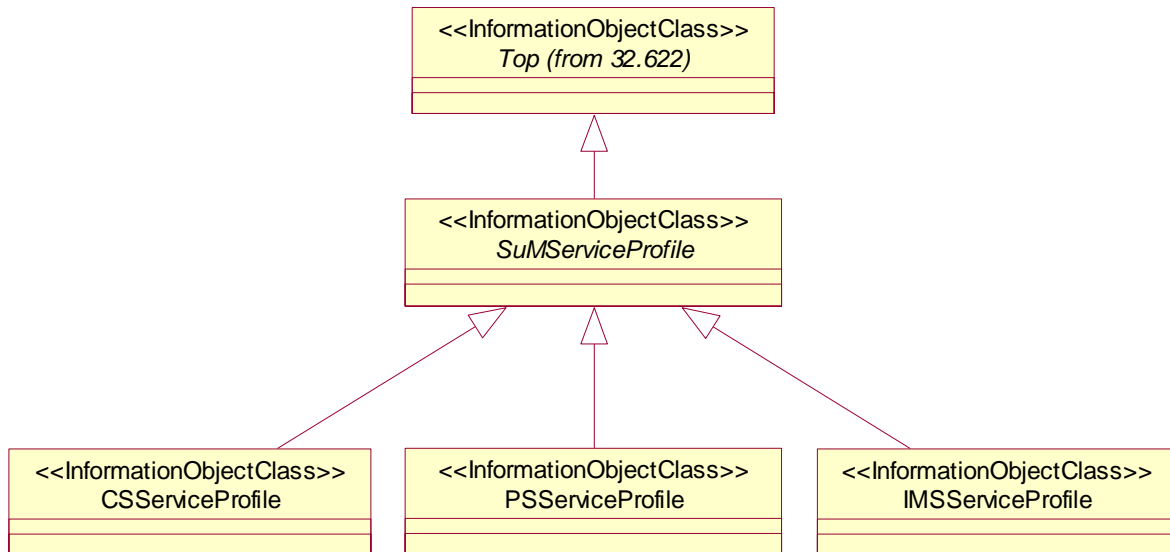 <<InformationObjectClass>>
Top (from 32.622)
<<InformationObjectClass>>
SuMServiceProfile
<<InformationObjectClass>>
CSServiceProfile
<<InformationObjectClass>>
PSServiceProfile
<<InformationObjectClass>>
IMSServiceProfile